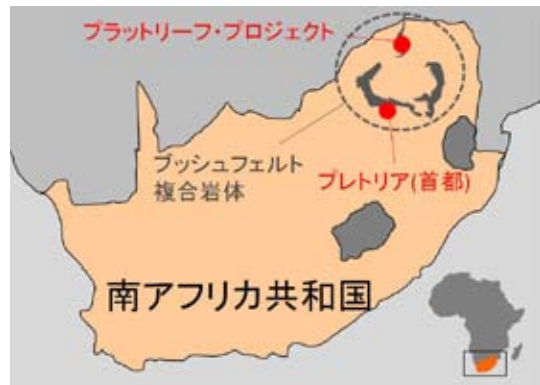 プラットリーフ・プロジェクト
ブッシュフェルト
複合岩体
プレトリア(首都)
南アフリカ共和国